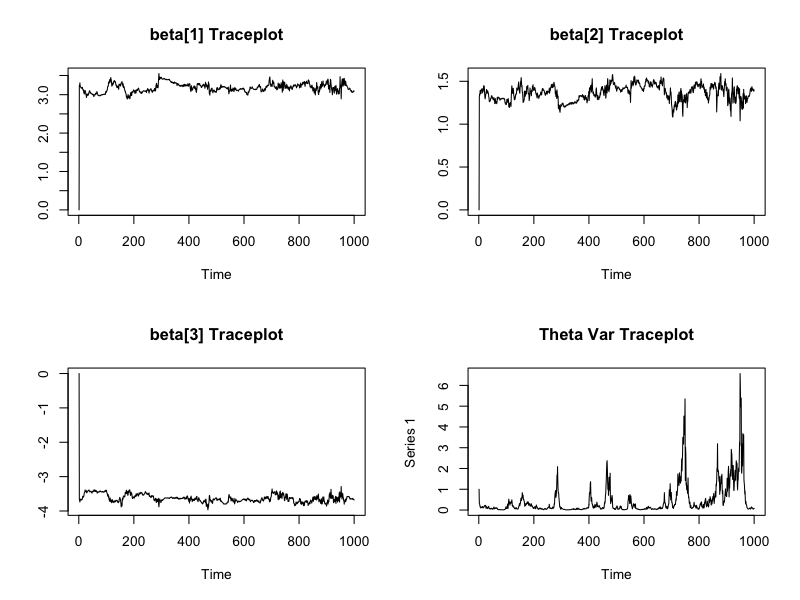 beta[1] Traceplot
3.0
2.0
1.0
0.0
0 200 400 600 800 1000
Time
beta[2] Traceplot
1.5
1.0
0.5
0.0
0 200 400 600 800 1000
Time
beta[3] Traceplot
0
-1
-2
-3
-4
0 200 400 600 800 1000
Time
Theta Var Traceplot
Series 1
6
5
4
3
2
1
0
0 200 400 600 800 1000
Time